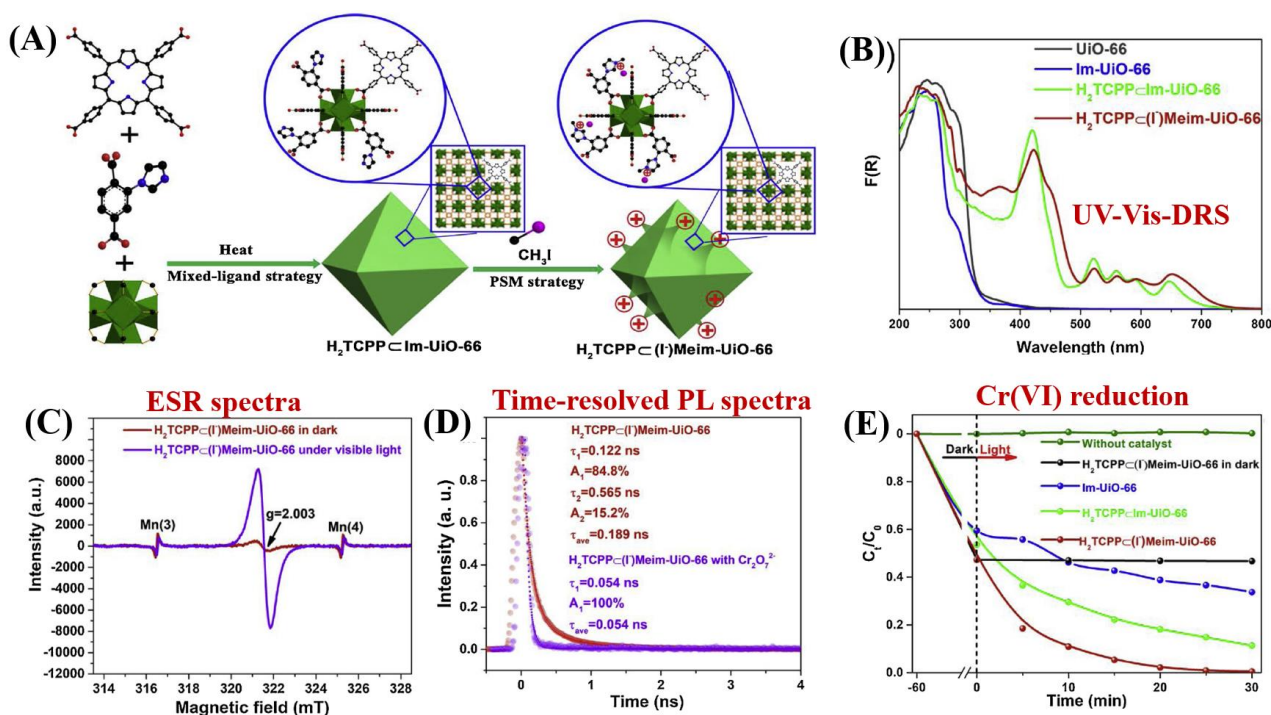 (A)
+
+
Heat
Mixed-ligand strategy
CH₃I
PSM strategy
H₂TCPP⊂Im-UiO-66
H₂TCPP⊂(I⁻)Meim-UiO-66
(B)
)
UiO-66
Im-UiO-66
H₂TCPP⊂Im-UiO-66
H₂TCPP⊂(I⁻)Meim-UiO-66
UV-Vis-DRS
F(R)
200 300 400 500 600 700 800
Wavelength (nm)
(C)
ESR spectra
H₂TCPP⊂(I⁻)Meim-UiO-66 in dark
H₂TCPP⊂(I⁻)Meim-UiO-66 under visible light
Mn(3)
g=2.003
Mn(4)
Intensity (a.u.)
8000
6000
4000
2000
0
-2000
-4000
-6000
-8000
-10000
-12000
314 316 318 320 322 324 326 328
Magnetic field (mT)
(D)
Time-resolved PL spectra
H₂TCPP⊂(I⁻)Meim-UiO-66
τ₁=0.122 ns
A₁=84.8%
τ₂=0.565 ns
A₂=15.2%
τave=0.189 ns
H₂TCPP⊂(I⁻)Meim-UiO-66 with Cr₂O₇²⁻
τ₁=0.054 ns
A₁=100%
τave=0.054 ns
Intensity (a. u.)
1.0
0.8
0.6
0.4
0.2
0.0
0 1 2 3 4
Time (ns)
(E)
Cr(VI) reduction
Dark
Light
Without catalyst
H₂TCPP⊂(I⁻)Meim-UiO-66 in dark
Im-UiO-66
H₂TCPP⊂Im-UiO-66
H₂TCPP⊂(I⁻)Meim-UiO-66
Cₜ/C₀
1.0
0.8
0.6
0.4
0.2
0.0
-60 0 10 20 30
Time (min)